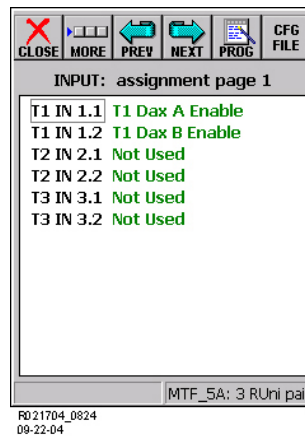 CLOSE MORE PREV NEXT PROG CFG FILE
INPUT: assignment page 1
T1 IN 1.1 T1 Dax A Enable
T1 IN 1.2 T1 Dax B Enable
T2 IN 2.1 Not Used
T2 IN 2.2 Not Used
T3 IN 3.1 Not Used
T3 IN 3.2 Not Used
MTF_5A: 3 RUni pai
R021704_0824
09-22-04